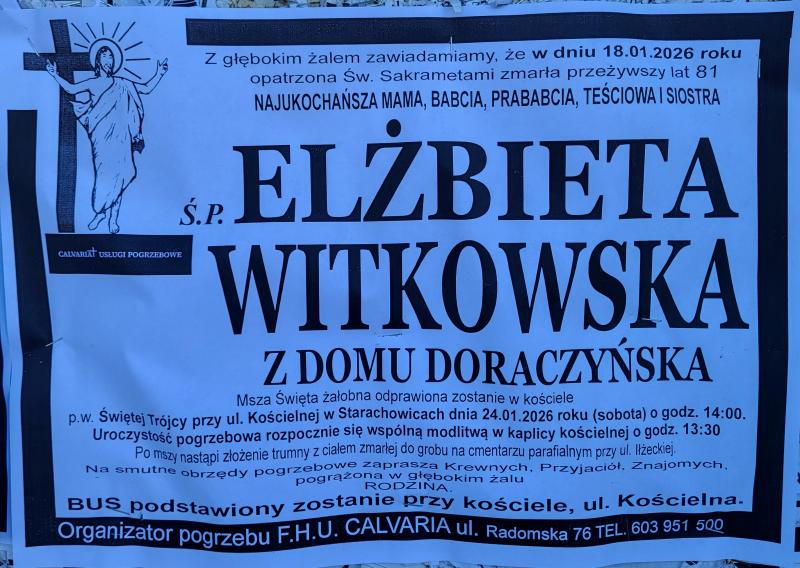 Z głębokim żalem zawiadamiamy, że w dniu 18.01.2026 roku
opatrzona Św. Sakrametami zmarła przeżywszy lat 81
NAJUKOCHAŃSZA MAMA, BABCIA, PRABABCIA, TEŚCIOWA I SIOSTRA
Ś.P. ELŻBIETA
WITKOWSKA
CALVARIA USŁUGI POGRZEBOWE
Z DOMU DORACZYŃSKA
Msza Święta żałobna odprawiona zostanie w kościele
p.w. Świętej Trójcy przy ul. Kościelnej w Starachowicach dnia 24.01.2026 roku (sobota) o godz. 14:00.
Uroczystość pogrzebowa rozpocznie się wspólną modlitwą w kaplicy kościelnej o godz. 13:30
Po mszy nastąpi złożenie trumny z ciałem zmarłej do grobu na cmentarzu parafialnym przy ul. Iłżeckiej.
Na smutne obrzędy pogrzebowe zaprasza Krewnych, Przyjaciół, Znajomych,
pogrążona w głębokim żalu
RODZINA.
BUS podstawiony zostanie przy kościele, ul. Kościelna.
Organizator pogrzebu F.H.U. CALVARIA ul. Radomska 76 TEL. 603 951 500